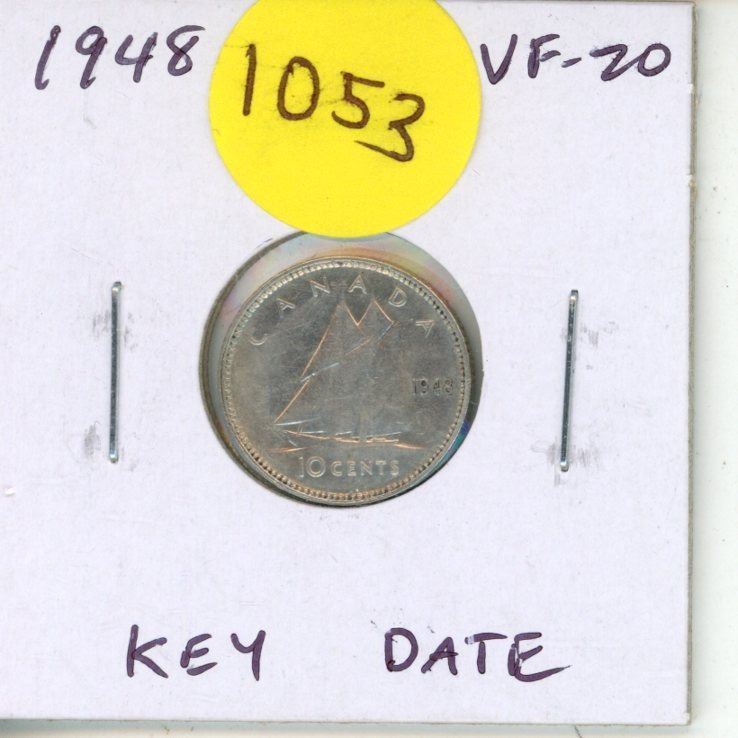 1948 VF-20
1053
CANADA
1948
10 CENTS
KEY DATE